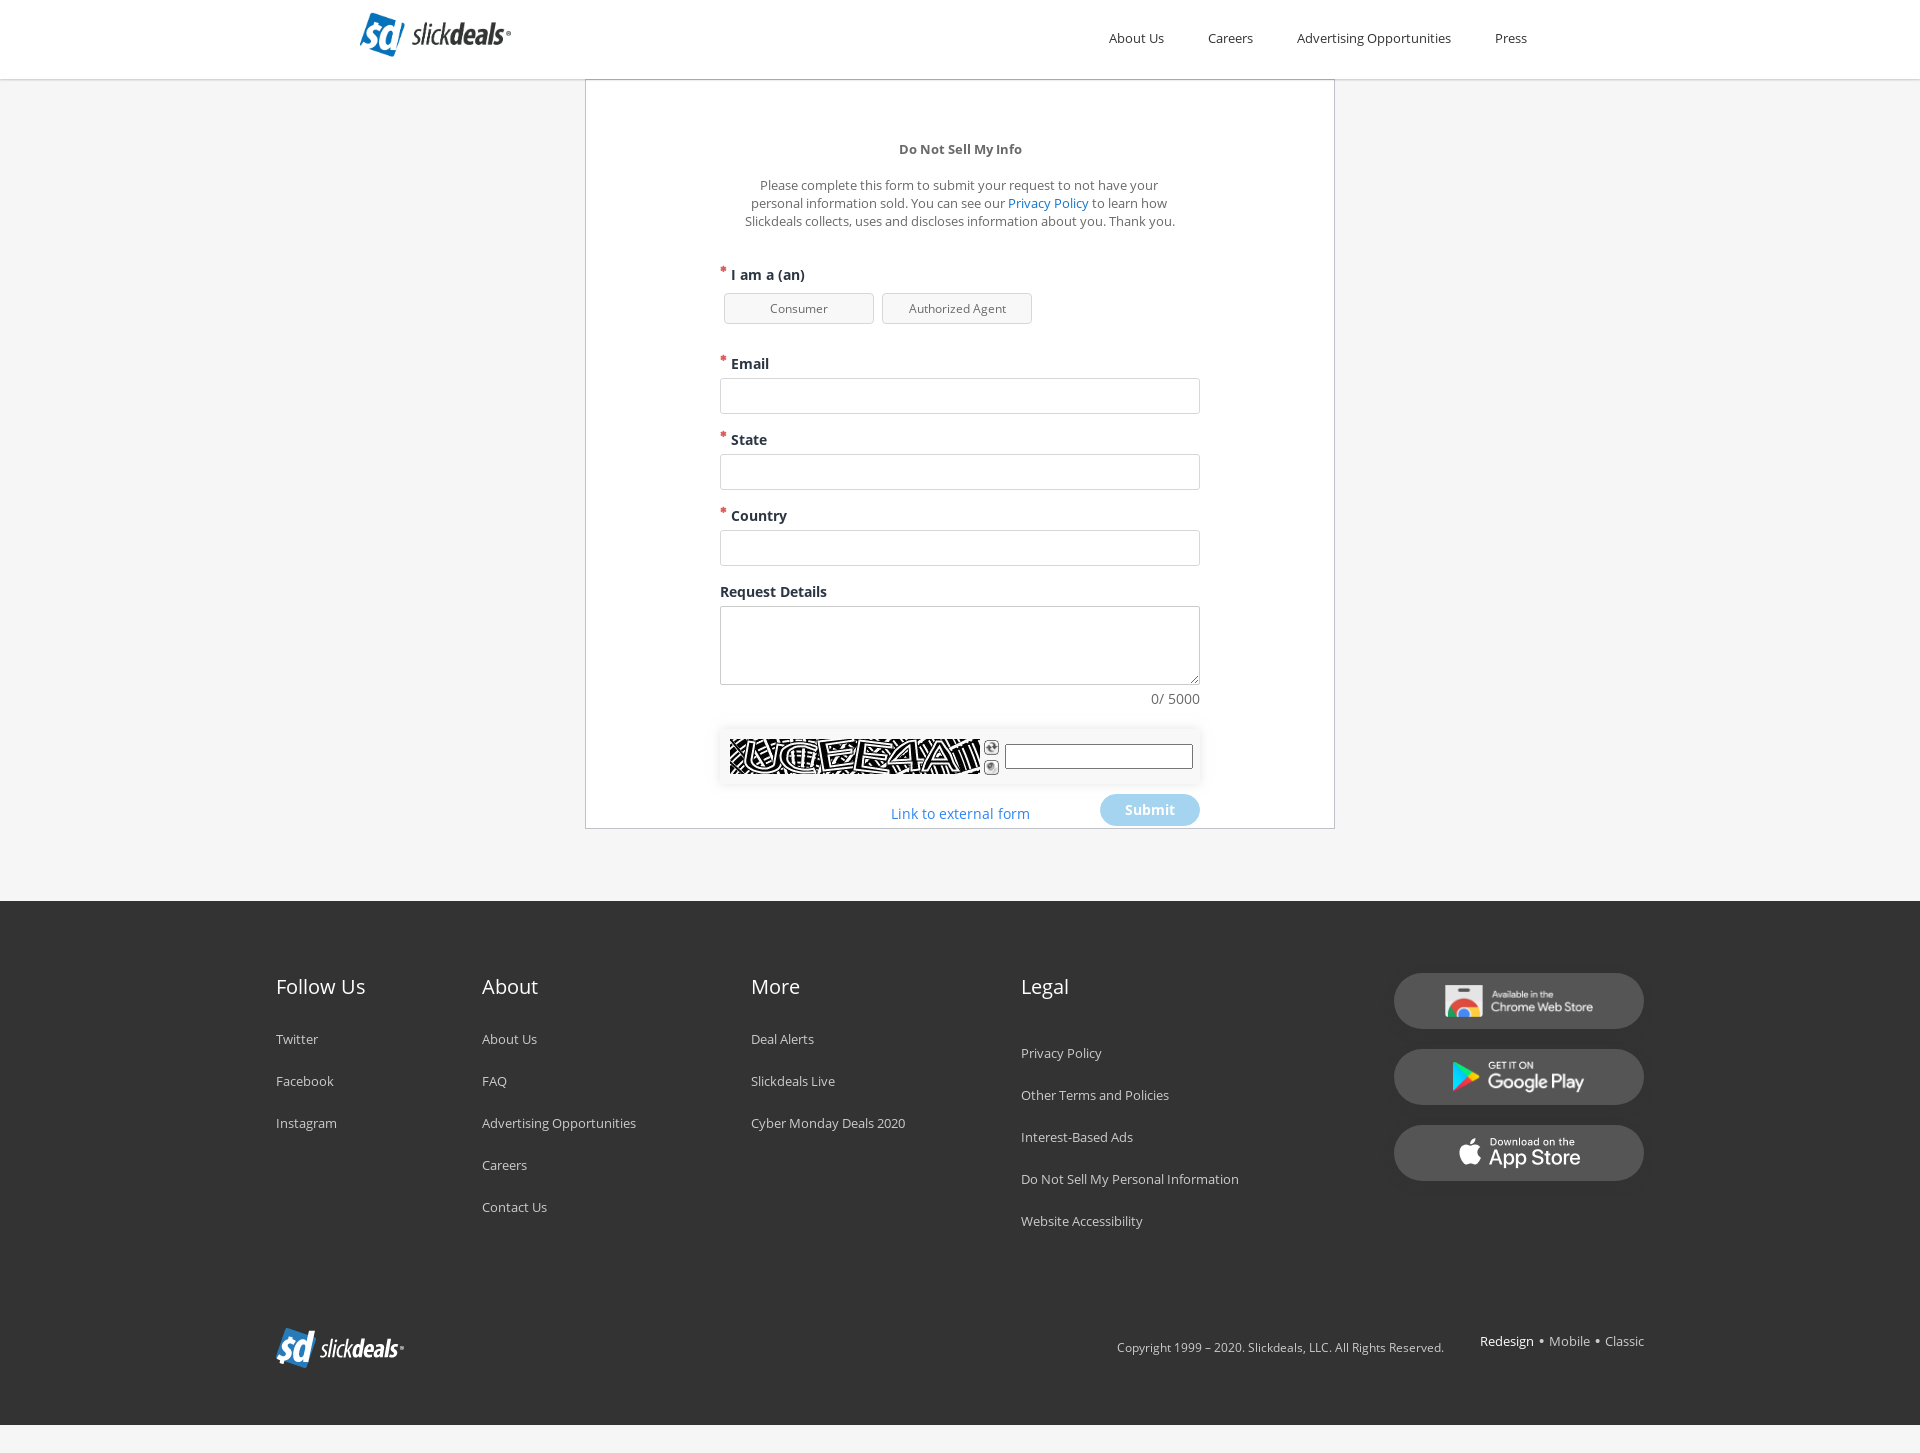 $d slickdeals
About Us Careers Advertising Opportunities Press
Do Not Sell My Info
Please complete this form to submit your request to not have your
personal information sold. You can see our Privacy Policy to learn how
Slickdeals collects, uses and discloses information about you. Thank you.
* I am a (an)
Consumer Authorized Agent
* Email
* State
* Country
Request Details
0/ 5000
Link to external form
Submit
Follow Us
Twitter
Facebook
Instagram
About
About Us
FAQ
Advertising Opportunities
Careers
Contact Us
More
Deal Alerts
Slickdeals Live
Cyber Monday Deals 2020
Legal
Privacy Policy
Other Terms and Policies
Interest-Based Ads
Do Not Sell My Personal Information
Website Accessibility
Available in the
Chrome Web Store
GET IT ON
Google Play
Download on the
App Store
$d slickdeals
Copyright 1999 – 2020. Slickdeals, LLC. All Rights Reserved.
Redesign • Mobile • Classic